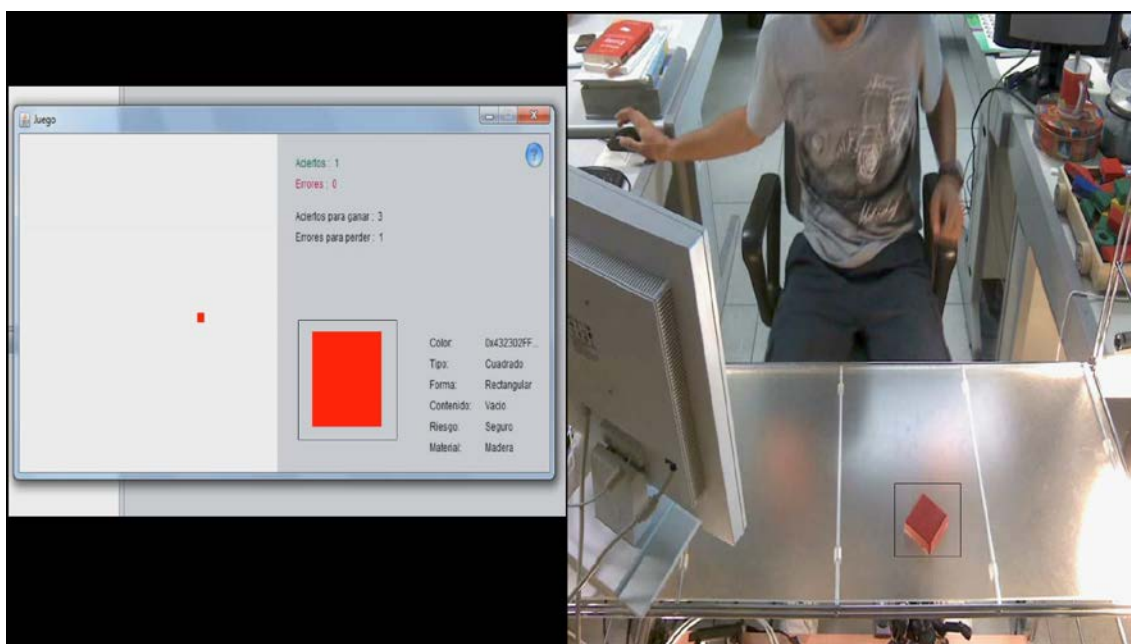 Juego
Aciertos : 1
Errores : 0
Aciertos para ganar : 3
Errores para perder : 1
Color: 0x432302FF...
Tipo: Cuadrado
Forma: Rectangular
Contenido: Vacio
Riesgo: Seguro
Material: Madera